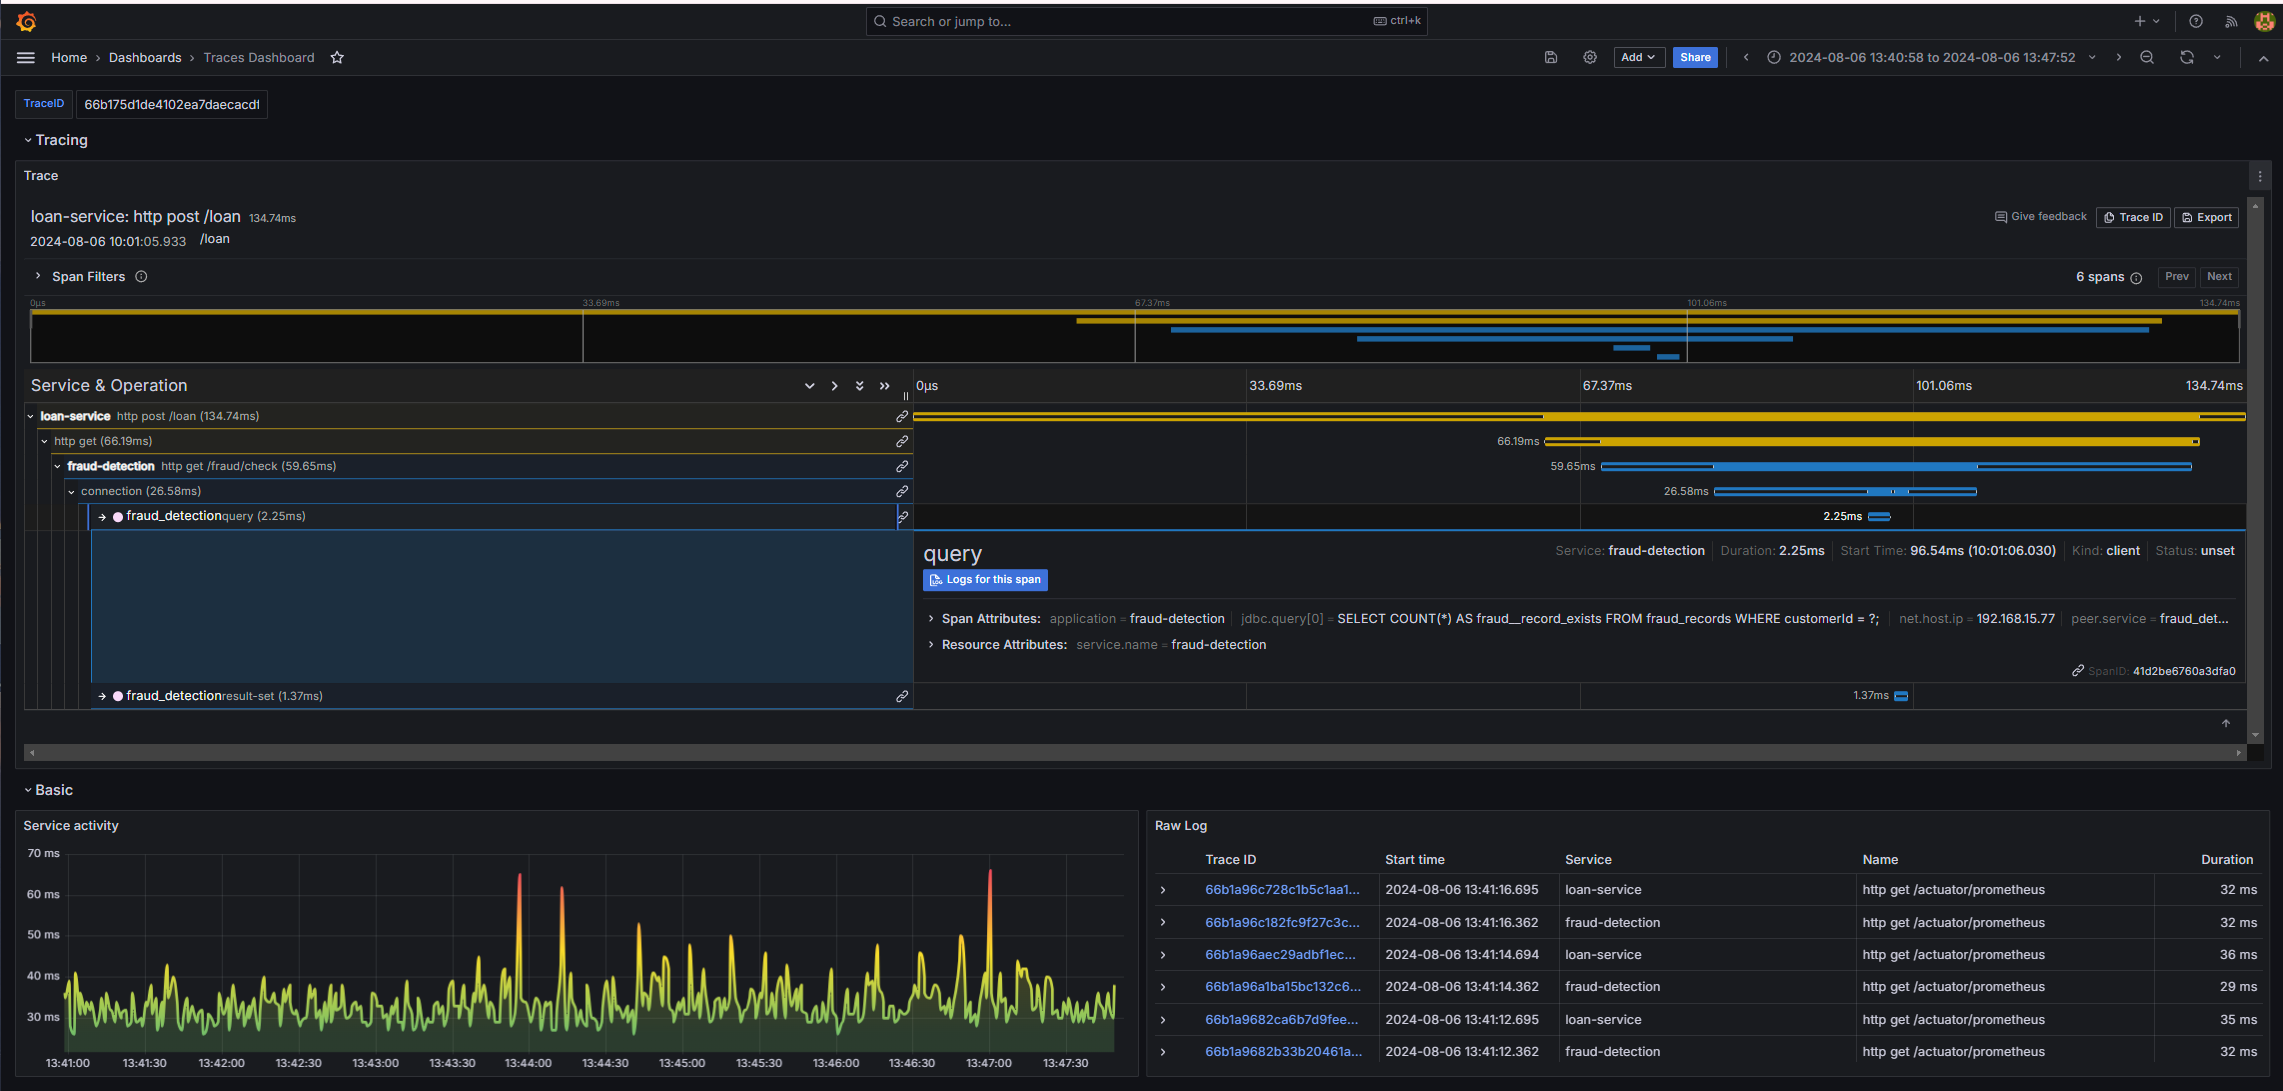 Search or jump to... ctrl+k
Home › Dashboards › Traces Dashboard
Add Share 2024-08-06 13:40:58 to 2024-08-06 13:47:52
TraceID 66b175d1de4102ea7daecacdf
Tracing
Trace
loan-service: http post /loan 134.74ms
Give feedback Trace ID Export
2024-08-06 10:01:05.933 /loan
Span Filters 6 spans Prev Next
0µs 33.69ms 67.37ms 101.06ms 134.74ms
Service & Operation 0µs 33.69ms 67.37ms 101.06ms 134.74ms
loan-service http post /loan (134.74ms)
http get (66.19ms) 66.19ms
fraud-detection http get /fraud/check (59.65ms) 59.65ms
connection (26.58ms) 26.58ms
fraud_detectionquery (2.25ms) 2.25ms
query Service: fraud-detection Duration: 2.25ms Start Time: 96.54ms (10:01:06.030) Kind: client Status: unset
Logs for this span
Span Attributes: application = fraud-detection jdbc.query[0] = SELECT COUNT(*) AS fraud__record_exists FROM fraud_records WHERE customerId = ?; net.host.ip = 192.168.15.77 peer.service = fraud_det...
Resource Attributes: service.name = fraud-detection
SpanID: 41d2be6760a3dfa0
fraud_detectionresult-set (1.37ms) 1.37ms
Basic
Service activity
70 ms
60 ms
50 ms
40 ms
30 ms
13:41:00 13:41:30 13:42:00 13:42:30 13:43:00 13:43:30 13:44:00 13:44:30 13:45:00 13:45:30 13:46:00 13:46:30 13:47:00 13:47:30
Raw Log
Trace ID Start time Service Name Duration
66b1a96c728c1b5c1aa1... 2024-08-06 13:41:16.695 loan-service http get /actuator/prometheus 32 ms
66b1a96c182fc9f27c3c... 2024-08-06 13:41:16.362 fraud-detection http get /actuator/prometheus 32 ms
66b1a96aec29adbf1ec... 2024-08-06 13:41:14.694 loan-service http get /actuator/prometheus 36 ms
66b1a96a1ba15bc132c6... 2024-08-06 13:41:14.362 fraud-detection http get /actuator/prometheus 29 ms
66b1a9682ca6b7d9fee... 2024-08-06 13:41:12.695 loan-service http get /actuator/prometheus 35 ms
66b1a9682b33b20461a... 2024-08-06 13:41:12.362 fraud-detection http get /actuator/prometheus 32 ms